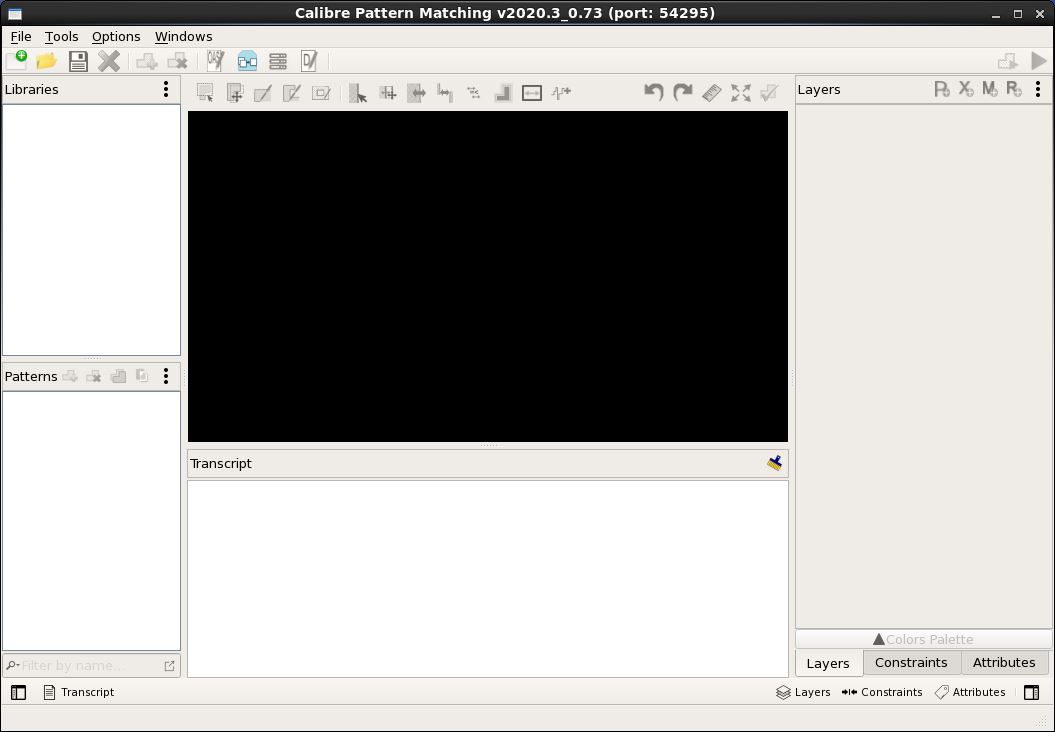 Calibre Pattern Matching v2020.3_0.73 (port: 54295)
File Tools Options Windows
Libraries
Layers P X M R
Patterns
Transcript
Filter by name...
Colors Palette
Layers Constraints Attributes
Transcript
Layers Constraints Attributes